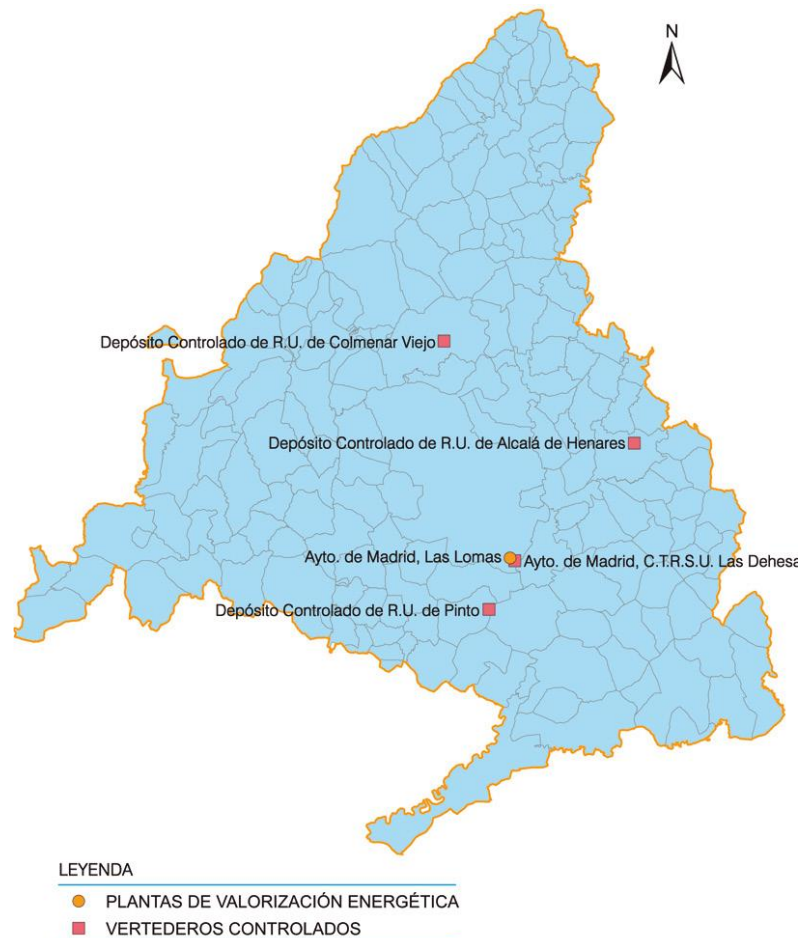 N
Depósito Controlado de R.U. de Colmenar Viejo
Depósito Controlado de R.U. de Alcalá de Henares
Ayto. de Madrid, Las Lomas
Ayto. de Madrid, C.T.R.S.U. Las Dehesa
Depósito Controlado de R.U. de Pinto
LEYENDA
PLANTAS DE VALORIZACIÓN ENERGÉTICA
VERTEDEROS CONTROLADOS